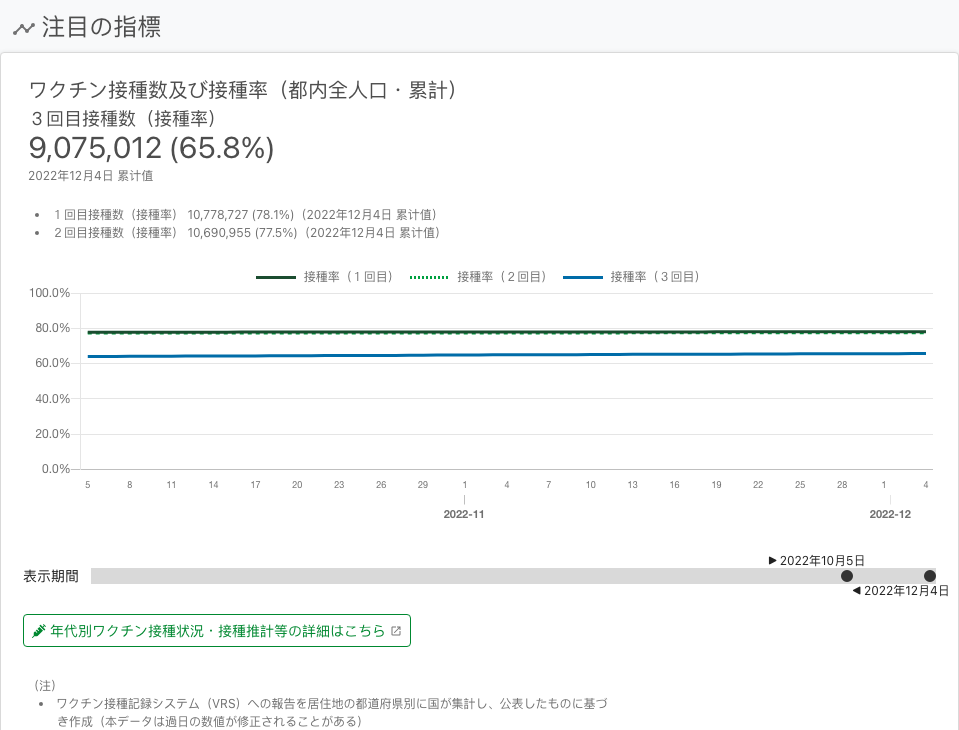 注目の指標
ワクチン接種数及び接種率（都内全人口・累計）
３回目接種数（接種率）
9,075,012 (65.8%)
2022年12月4日 累计值
• １回目接種数（接種率） 10,778,727 (78.1%)（2022年12月4日 累计值）
• ２回目接種数（接種率） 10,690,955 (77.5%)（2022年12月4日 累计值）
接種率（１回目） 接種率（２回目） 接種率（３回目）
100.0%
80.0%
60.0%
40.0%
20.0%
0.0%
5 8 11 14 17 20 23 26 29 1 4 7 10 13 16 19 22 25 28 1 4
2022-11 2022-12
▶ 2022年10月5日
表示期間
◀ 2022年12月4日
年代別ワクチン接種状況・接種推計等の詳細はこちら
（注）
• ワクチン接種記録システム（VRS）への報告を居住地の都道府県別に国が集計し、公表したものに基づ
き作成（本データは過日の数値が修正されることがある）